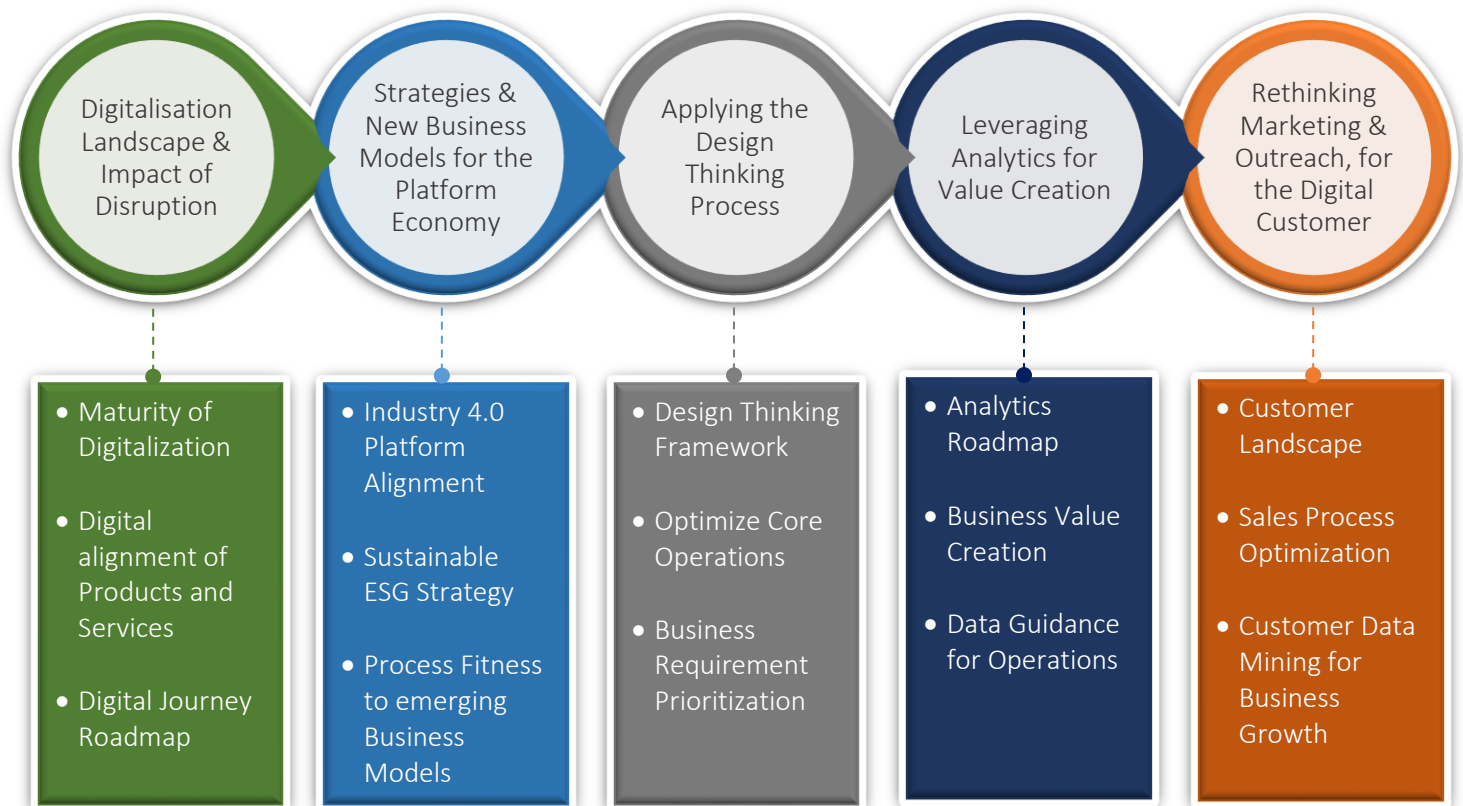 Digitalisation
Landscape &
Impact of
Disruption
Strategies &
New Business
Models for the
Platform
Economy
Applying the
Design
Thinking
Process
Leveraging
Analytics for
Value Creation
Rethinking
Marketing &
Outreach, for
the Digital
Customer
• Maturity of
Digitalization
• Digital
alignment of
Products and
Services
• Digital Journey
Roadmap
• Industry 4.0
Platform
Alignment
• Sustainable
ESG Strategy
• Process Fitness
to emerging
Business
Models
• Design Thinking
Framework
• Optimize Core
Operations
• Business
Requirement
Prioritization
• Analytics
Roadmap
• Business Value
Creation
• Data Guidance
for Operations
• Customer
Landscape
• Sales Process
Optimization
• Customer Data
Mining for
Business
Growth